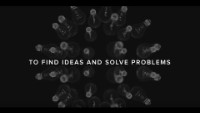 TO FIND IDEAS AND SOLVE PROBLEMS